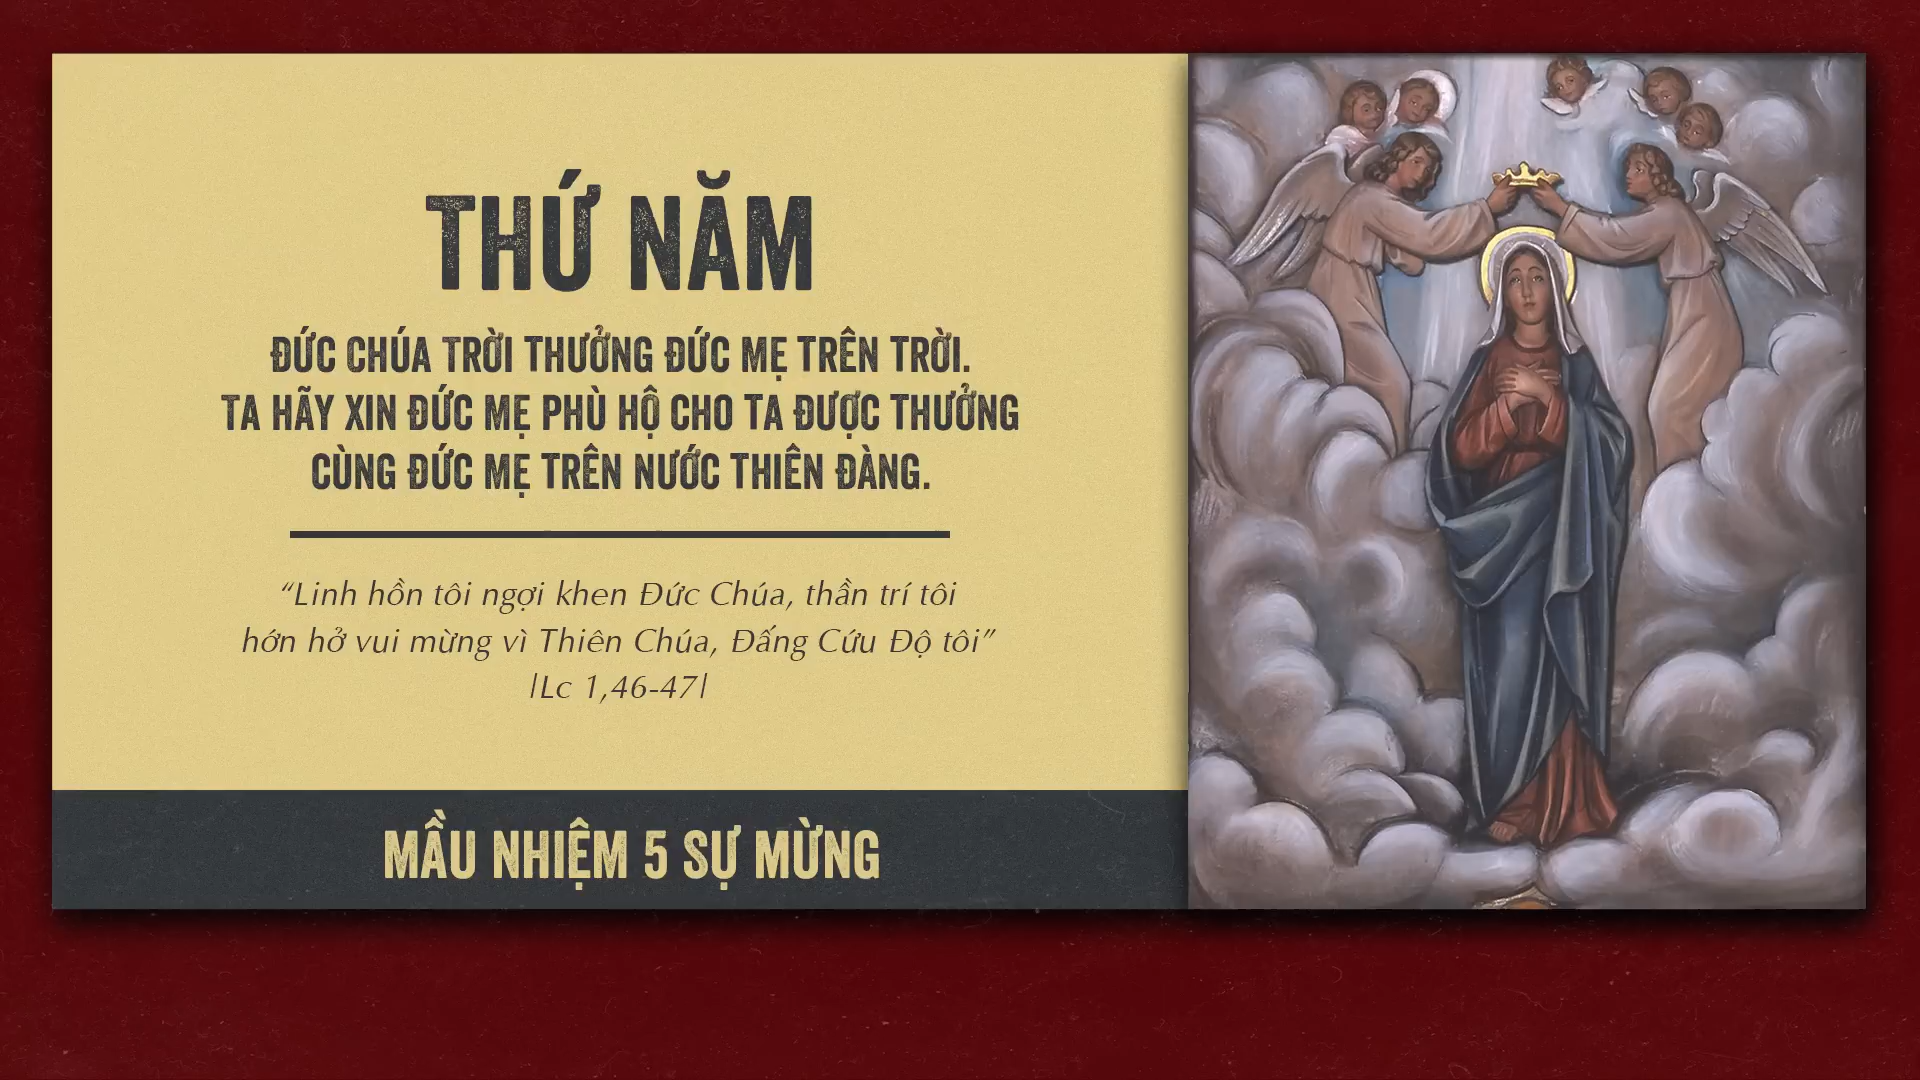 THỨ NĂM
ĐỨC CHÚA TRỜI THƯỞNG ĐỨC MẸ TRÊN TRỜI.
TA HÃY XIN ĐỨC MẸ PHÙ HỘ CHO TA ĐƯỢC THƯỞNG
CÙNG ĐỨC MẸ TRÊN NƯỚC THIÊN ĐÀNG.
“Linh hồn tôi ngợi khen Đức Chúa, thần trí tôi
hớn hở vui mừng vì Thiên Chúa, Đấng Cứu Độ tôi”
|Lc 1,46-47|
MẦU NHIỆM 5 SỰ MỪNG